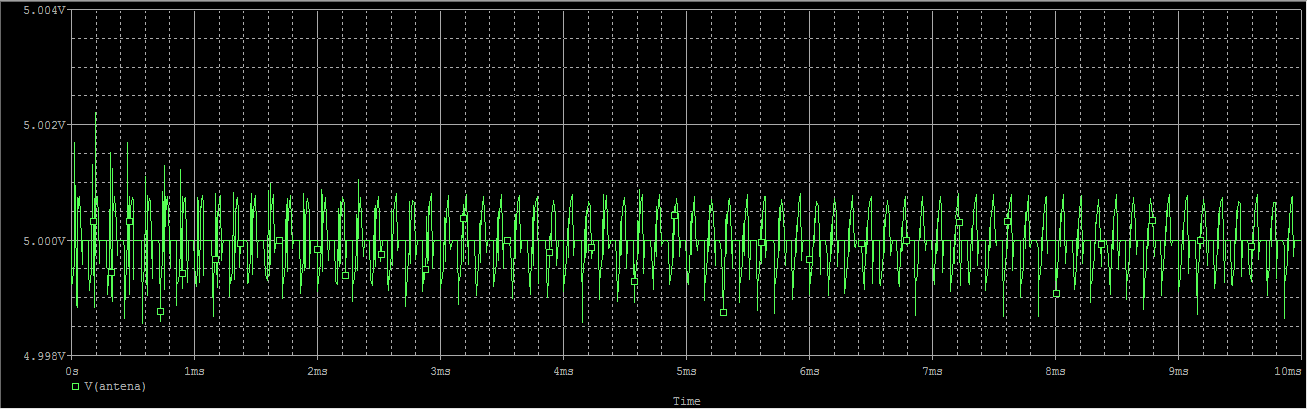 5.004V
5.002V
5.000V
4.998V
0s 1ms 2ms 3ms 4ms 5ms 6ms 7ms 8ms 9ms 10ms
V(antena)
Time